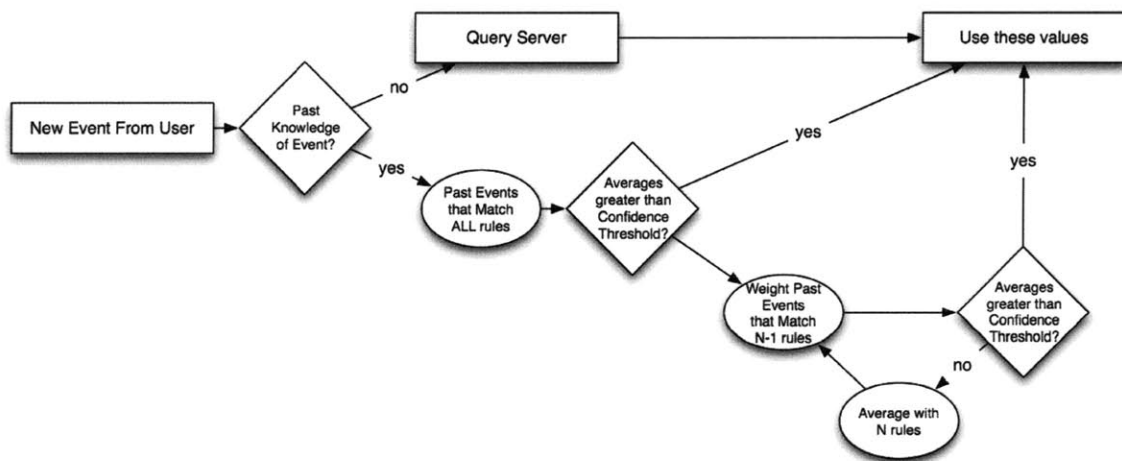 Query Server
Use these values
New Event From User
Past
Knowledge
of Event?
no
yes
Past Events
that Match
ALL rules
Averages
greater than
Confidence
Threshold?
yes
Weight Past
Events
that Match
N-1 rules
Averages
greater than
Confidence
Threshold?
yes
no
Average with
N rules